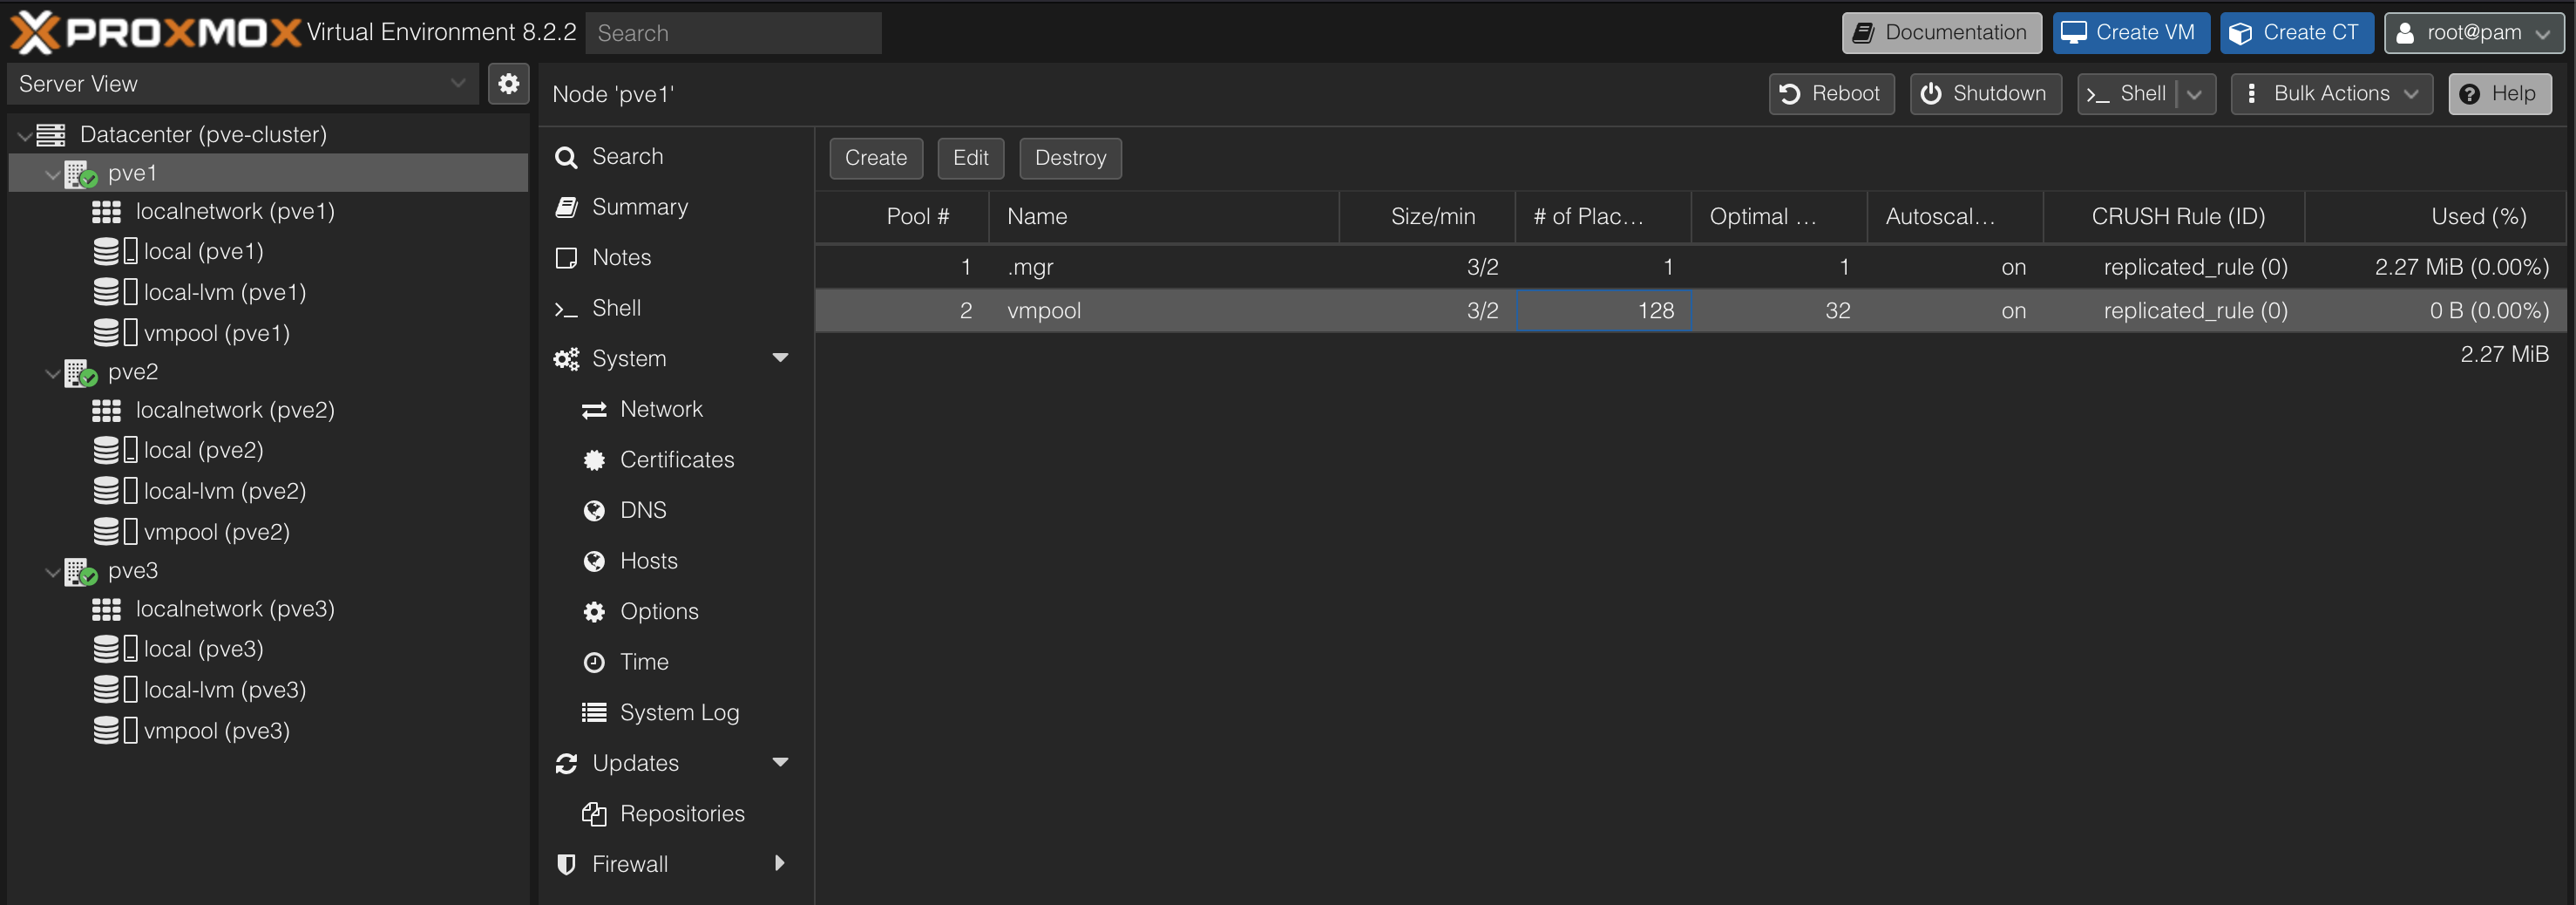 PROXMOX Virtual Environment 8.2.2 Search Documentation Create VM Create CT root@pam
Server View
Node 'pve1' Reboot Shutdown Shell Bulk Actions Help
Datacenter (pve-cluster)
pve1
localnetwork (pve1)
local (pve1)
local-lvm (pve1)
vmpool (pve1)
pve2
localnetwork (pve2)
local (pve2)
local-lvm (pve2)
vmpool (pve2)
pve3
localnetwork (pve3)
local (pve3)
local-lvm (pve3)
vmpool (pve3)
Search
Summary
Notes
Shell
System
Network
Certificates
DNS
Hosts
Options
Time
System Log
Updates
Repositories
Firewall
Create Edit Destroy
Pool # Name Size/min # of Plac... Optimal ... Autoscal... CRUSH Rule (ID) Used (%)
1 .mgr 3/2 1 1 on replicated_rule (0) 2.27 MiB (0.00%)
2 vmpool 3/2 128 32 on replicated_rule (0) 0 B (0.00%)
2.27 MiB